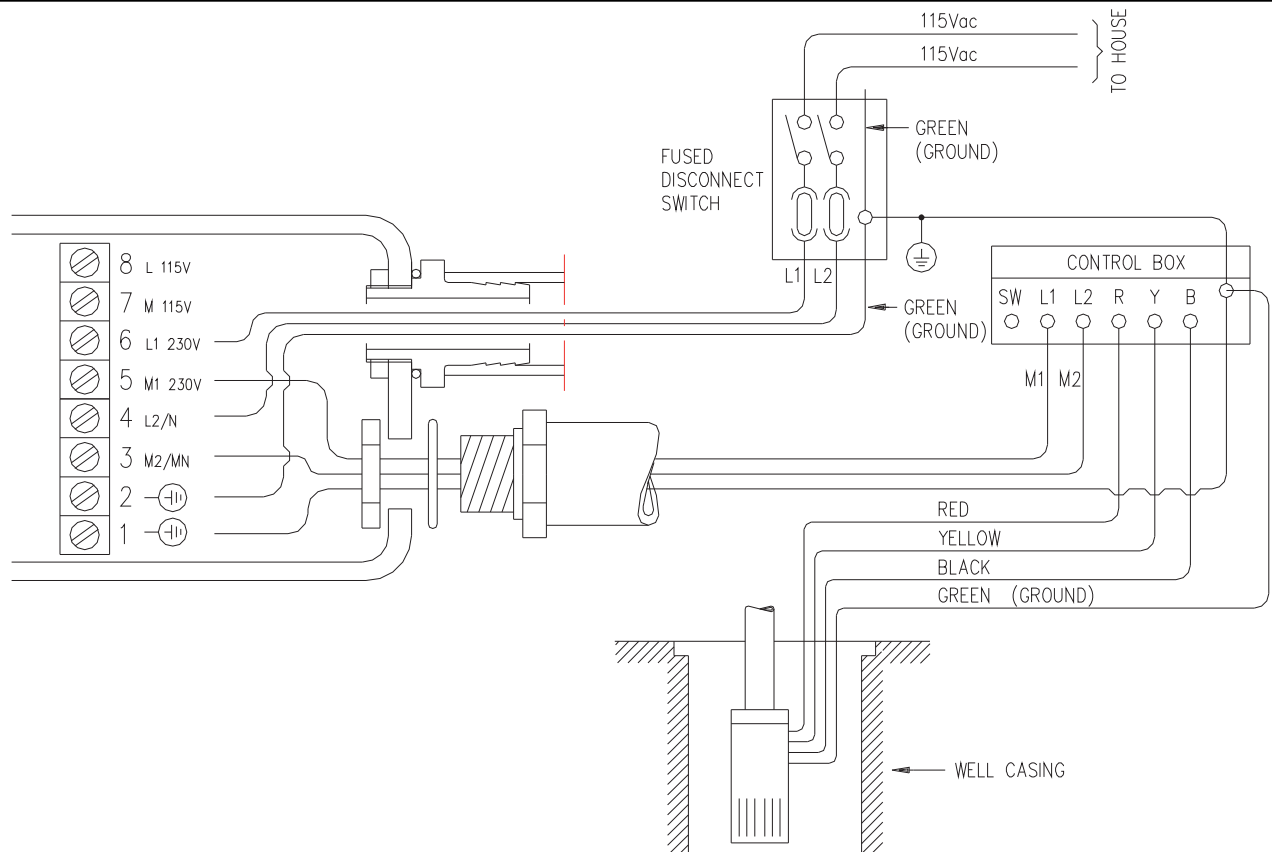 115Vac
115Vac
TO HOUSE
GREEN
(GROUND)
FUSED
DISCONNECT
SWITCH
L1 L2
GREEN
(GROUND)
CONTROL BOX
SW L1 L2 R Y B
M1 M2
8 L 115V
7 M 115V
6 L1 230V
5 M1 230V
4 L2/N
3 M2/MN
2
1
RED
YELLOW
BLACK
GREEN (GROUND)
WELL CASING